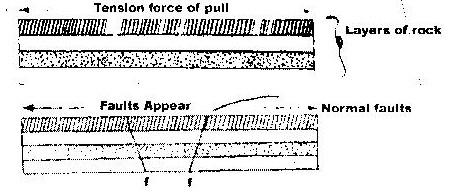 Tension force of pull
Layers of rock
Faults Appear
Normal faults
f f